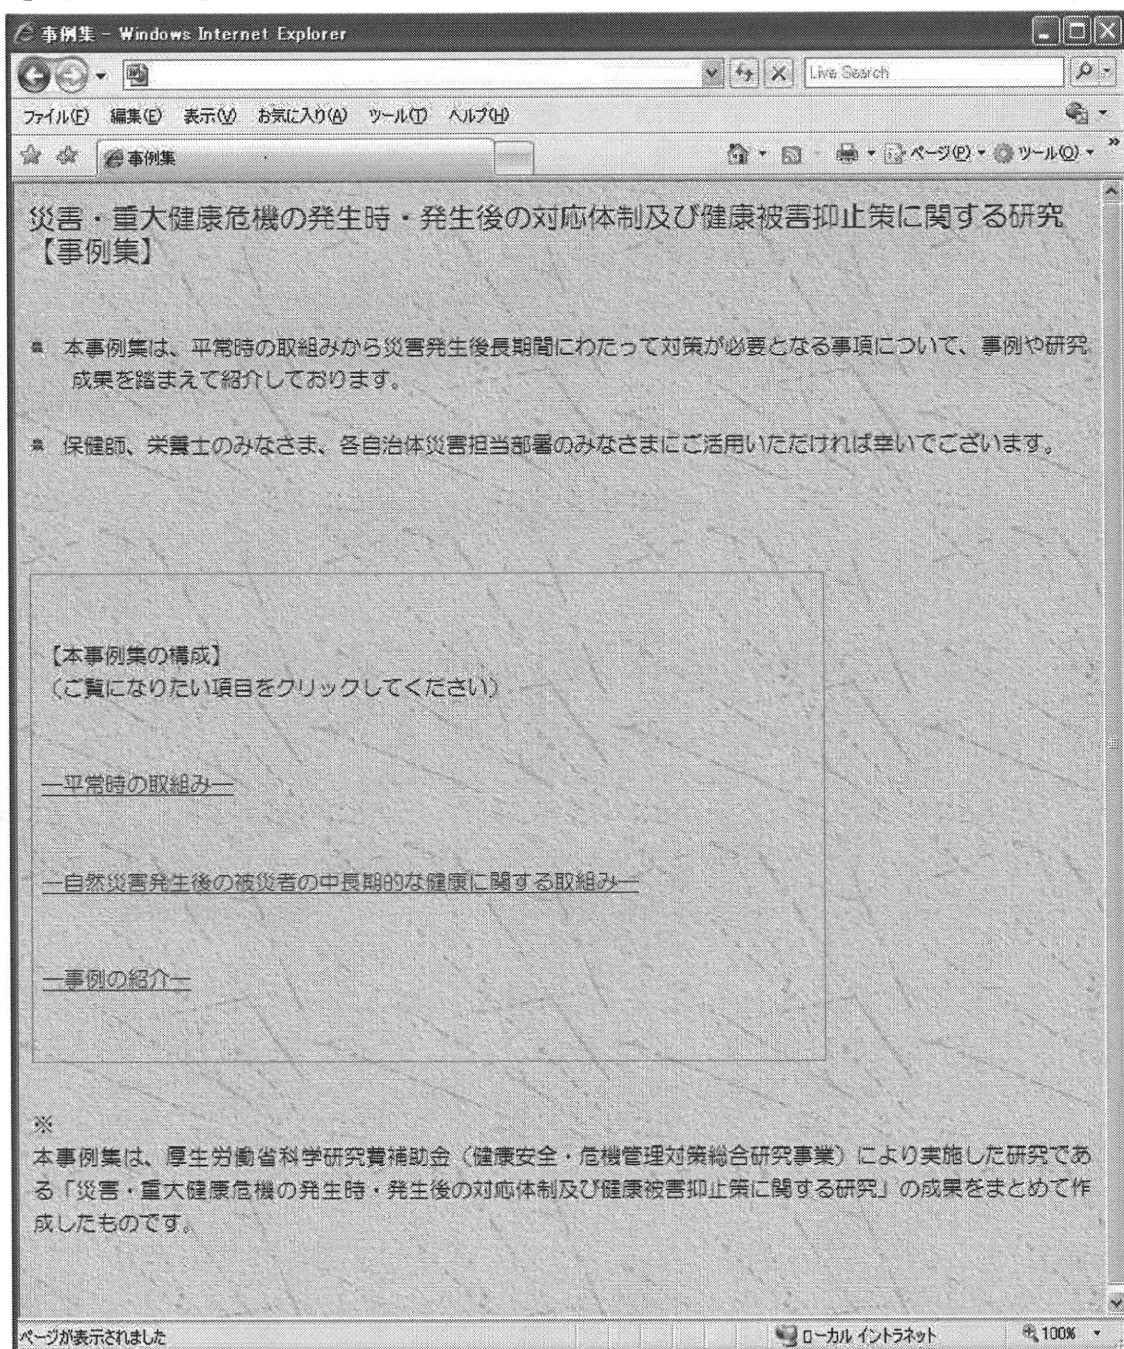 事例集 - Windows Internet Explorer
Live Search
ファイル(F) 編集(E) 表示(V) お気に入り(A) ツール(T) ヘルプ(H)
事例集
ページ(P) ツール(O)
災害・重大健康危機の発生時・発生後の対応体制及び健康被害抑止策に関する研究
【事例集】
本事例集は、平常時の取組みから災害発生後長期間にわたって対策が必要となる事項について、事例や研究
成果を踏まえて紹介しております。
保健師、栄養士のみなさま、各自治体災害担当部署のみなさまにご活用いただければ幸いでございます。
【本事例集の構成】
（ご覧になりたい項目をクリックしてください）
―平常時の取組み―
―自然災害発生後の被災者の中長期的な健康に関する取組み―
―事例の紹介―
※
本事例集は、厚生労働省科学研究費補助金（健康安全・危機管理対策総合研究事業）により実施した研究であ
る「災害・重大健康危機の発生時・発生後の対応体制及び健康被害抑止策に関する研究」の成果をまとめて作
成したものです。
ページが表示されました ローカル イントラネット 100%